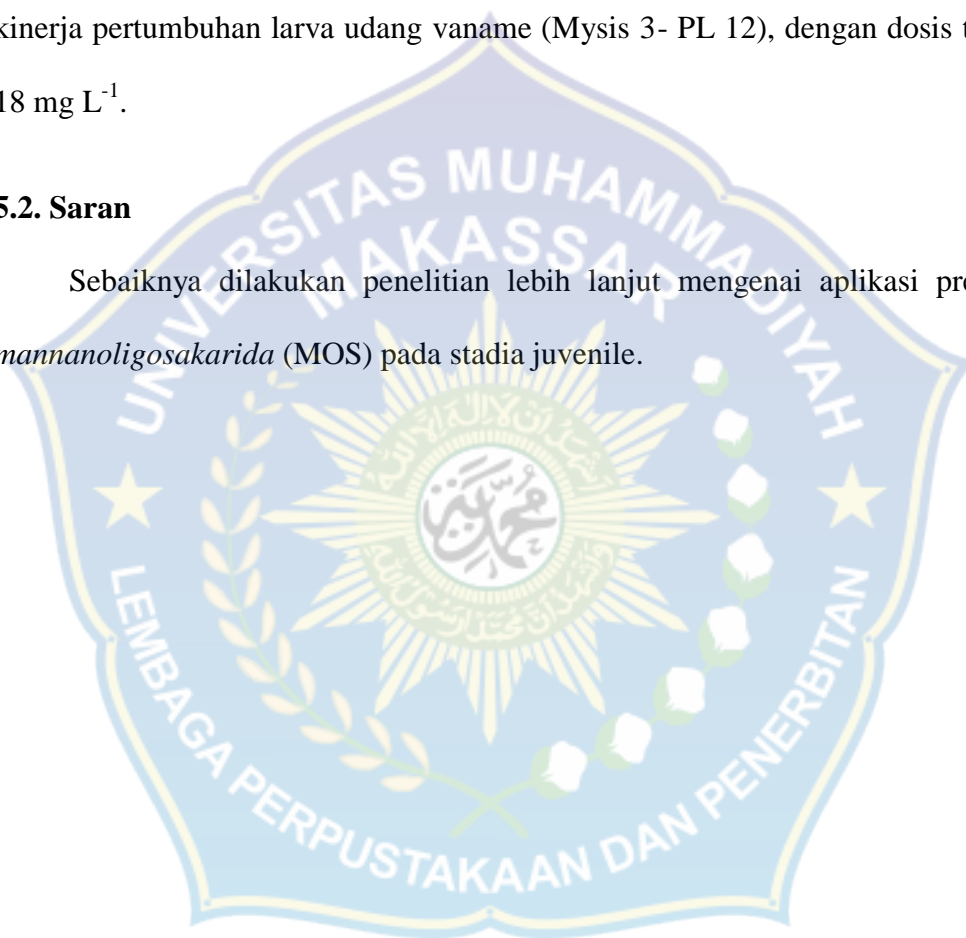 kinerja pertumbuhan larva udang vaname (Mysis 3- PL 12), dengan dosis
18 mg L⁻¹.
5.2. Saran
Sebaiknya dilakukan penelitian lebih lanjut mengenai aplikasi
mannanoligosakarida (MOS) pada stadia juvenile.
UNIVERSITAS MUHAMMADIYAH
MAKASSAR
LEMBAGA PERPUSTAKAAN DAN PENERBITAN
محمد